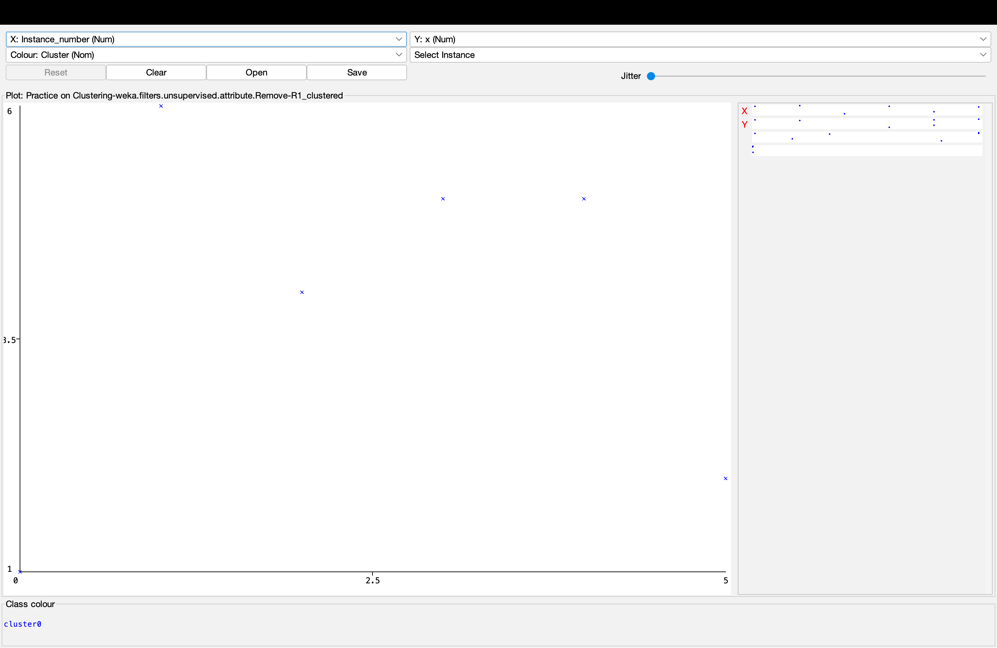 X: Instance_number (Num) Y: x (Num)
Colour: Cluster (Nom) Select Instance
Reset Clear Open Save Jitter
Plot: Practice on Clustering-weka.filters.unsupervised.attribute.Remove-R1_clustered
6
X
Y
3.5
1
0 2.5 5
Class colour
cluster0